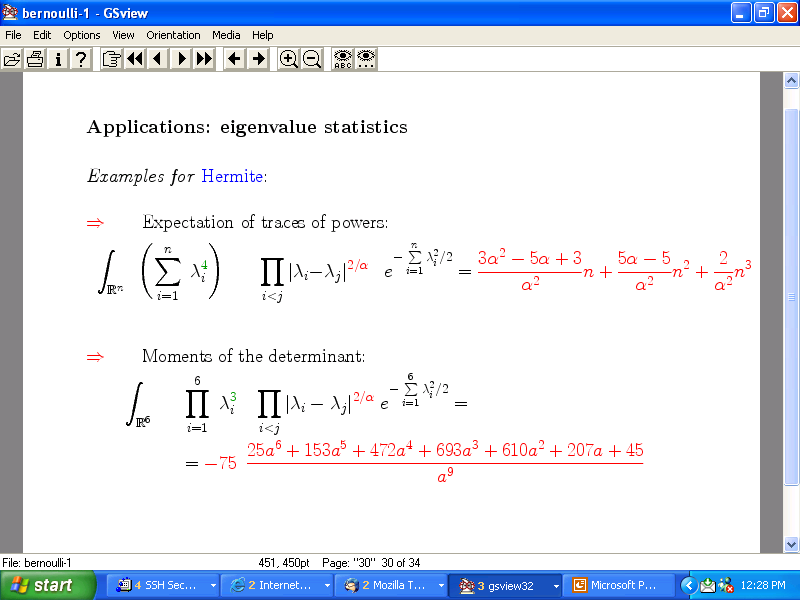 bernoulli-1 - GSview
File Edit Options View Orientation Media Help
Applications: eigenvalue statistics
Examples for Hermite:
⇒ Expectation of traces of powers:
∫_{ℝⁿ} (∑_{i=1}^{n} λ_i^4) ∏_{i<j} |λ_i−λ_j|^{2/α} e^{−∑_{i=1}^{n} λ_i^2/2} = \frac{3α^2 − 5α + 3}{α^2} n + \frac{5α − 5}{α^2} n^2 + \frac{2}{α^2} n^3
⇒ Moments of the determinant:
∫_{ℝ^6} ∏_{i=1}^{6} λ_i^3 ∏_{i<j} |λ_i − λ_j|^{2/α} e^{−∑_{i=1}^{6} λ_i^2/2} =
= −75 \frac{25a^6 + 153a^5 + 472a^4 + 693a^3 + 610a^2 + 207a + 45}{a^9}
File: bernoulli-1 451, 450pt Page: "30" 30 of 34
start 4 SSH Sec... 2 Internet... 2 Mozilla T... 3 gsview32 Microsoft P... 12:28 PM